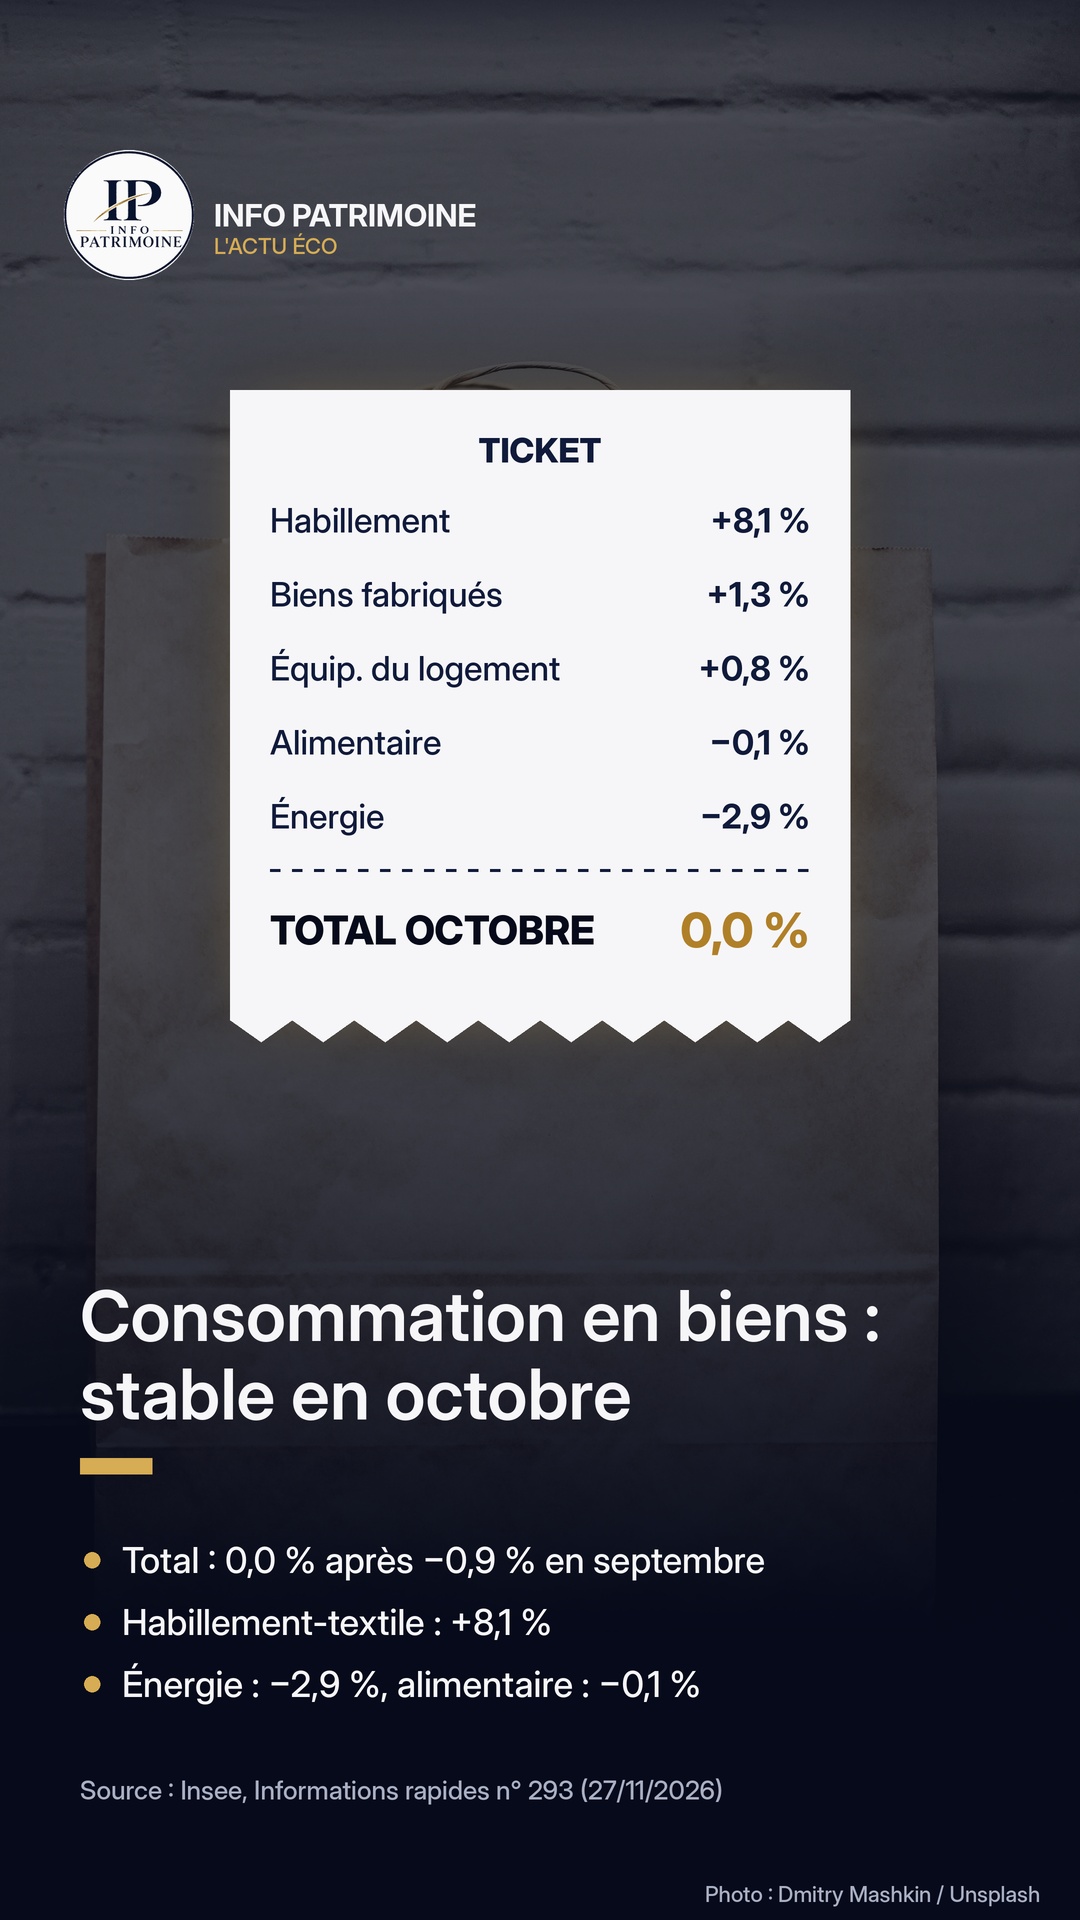 IP
INFO
PATRIMOINE
INFO PATRIMOINE
L'ACTU ÉCO
TICKET
Habillement +8,1 %
Biens fabriqués +1,3 %
Équip. du logement +0,8 %
Alimentaire −0,1 %
Énergie −2,9 %
TOTAL OCTOBRE 0,0 %
Consommation en biens :
stable en octobre
Total : 0,0 % après −0,9 % en septembre
Habillement-textile : +8,1 %
Énergie : −2,9 %, alimentaire : −0,1 %
Source : Insee, Informations rapides n° 293 (27/11/2026)
Photo : Dmitry Mashkin / Unsplash